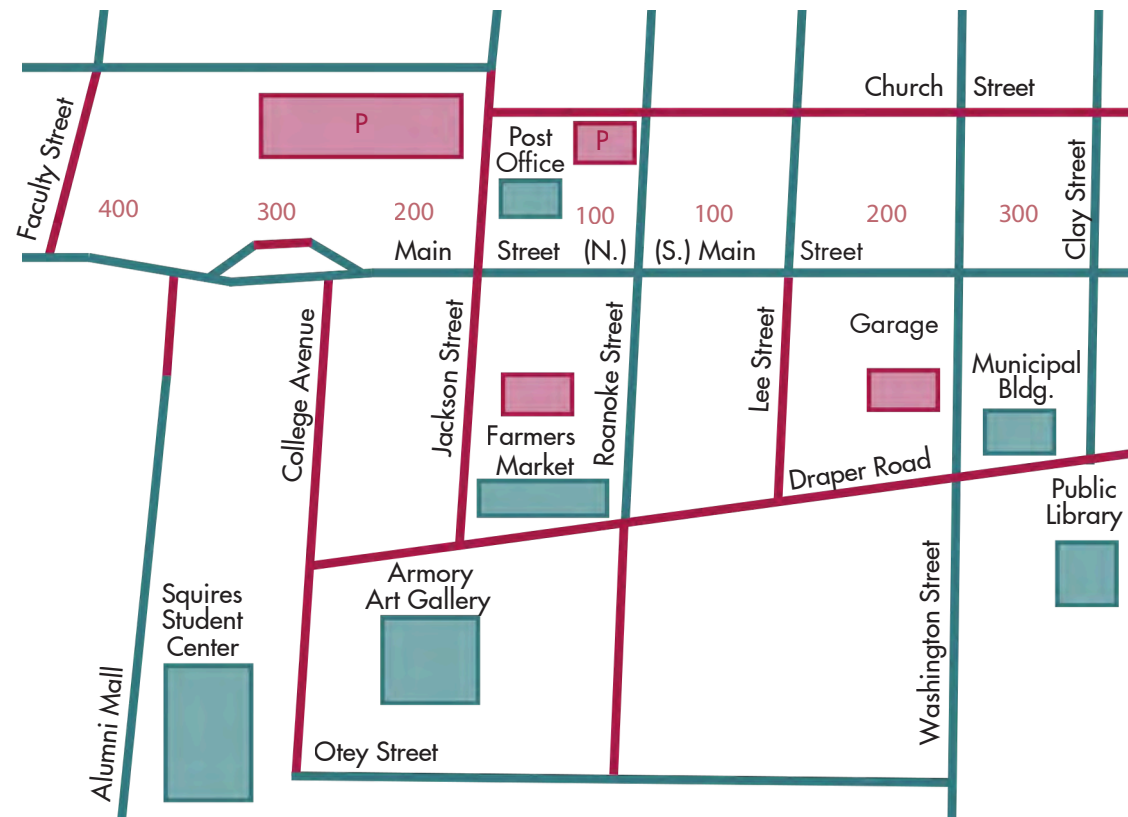 Church Street
P
P
Post
Office
Faculty Street
400
300
200
100
100
200
300
Clay Street
Main
Street
(N.)
(S.) Main
Street
College Avenue
Jackson Street
Roanoke Street
Lee Street
Garage
Municipal
Bldg.
Farmers
Market
Draper Road
Public
Library
Armory
Art Gallery
Squires
Student
Center
Washington Street
Alumni Mall
Otey Street